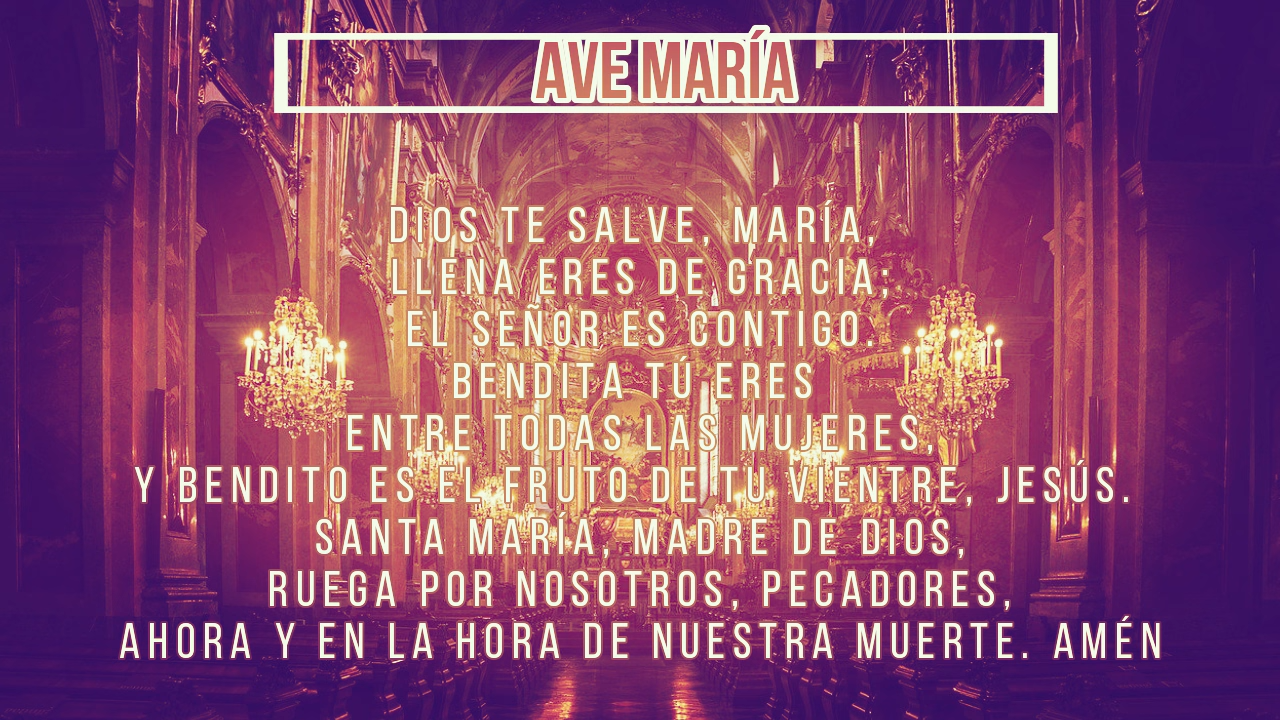 AVE MARÍA
DIOS TE SALVE, MARÍA,
LLENA ERES DE GRACIA;
EL SEÑOR ES CONTIGO.
BENDITA TÚ ERES
ENTRE TODAS LAS MUJERES,
Y BENDITO ES EL FRUTO DE TU VIENTRE, JESÚS.
SANTA MARÍA, MADRE DE DIOS,
RUEGA POR NOSOTROS, PECADORES,
AHORA Y EN LA HORA DE NUESTRA MUERTE. AMÉN